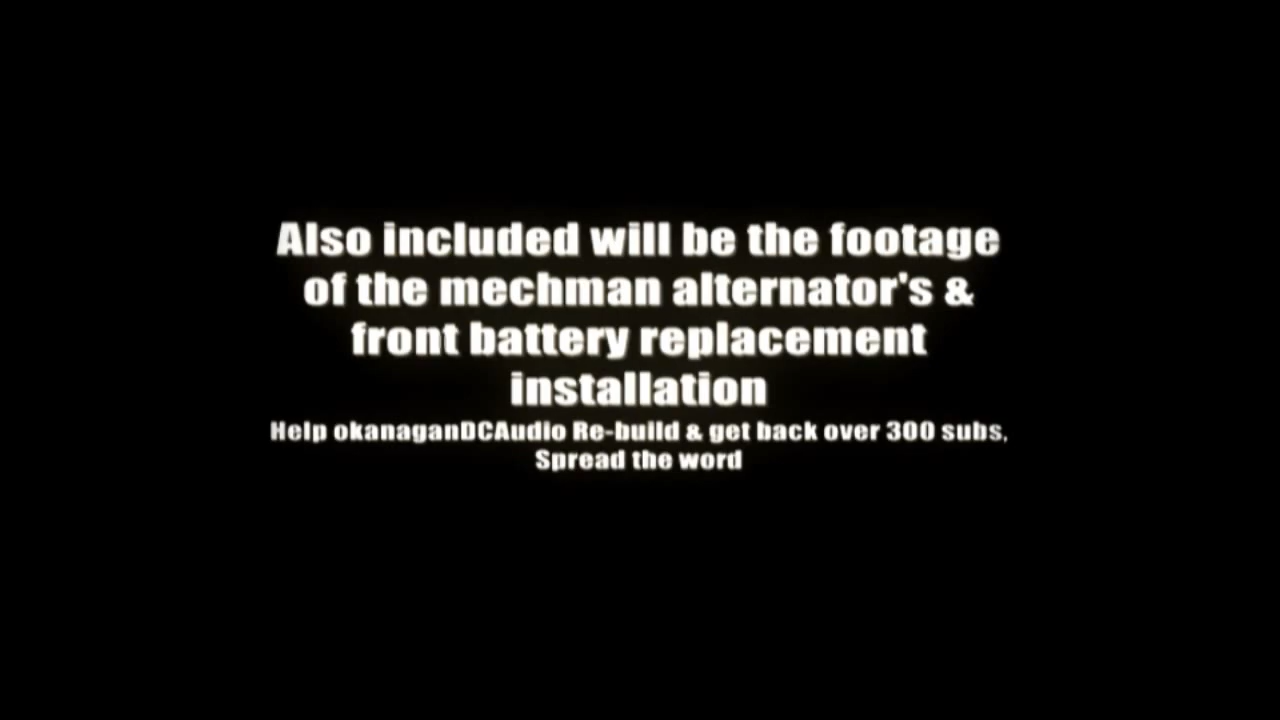 Also included will be the footage
of the mechman alternator's &
front battery replacement
installation
Help okanaganDCAudio Re-build & get back over 300 subs,
Spread the word